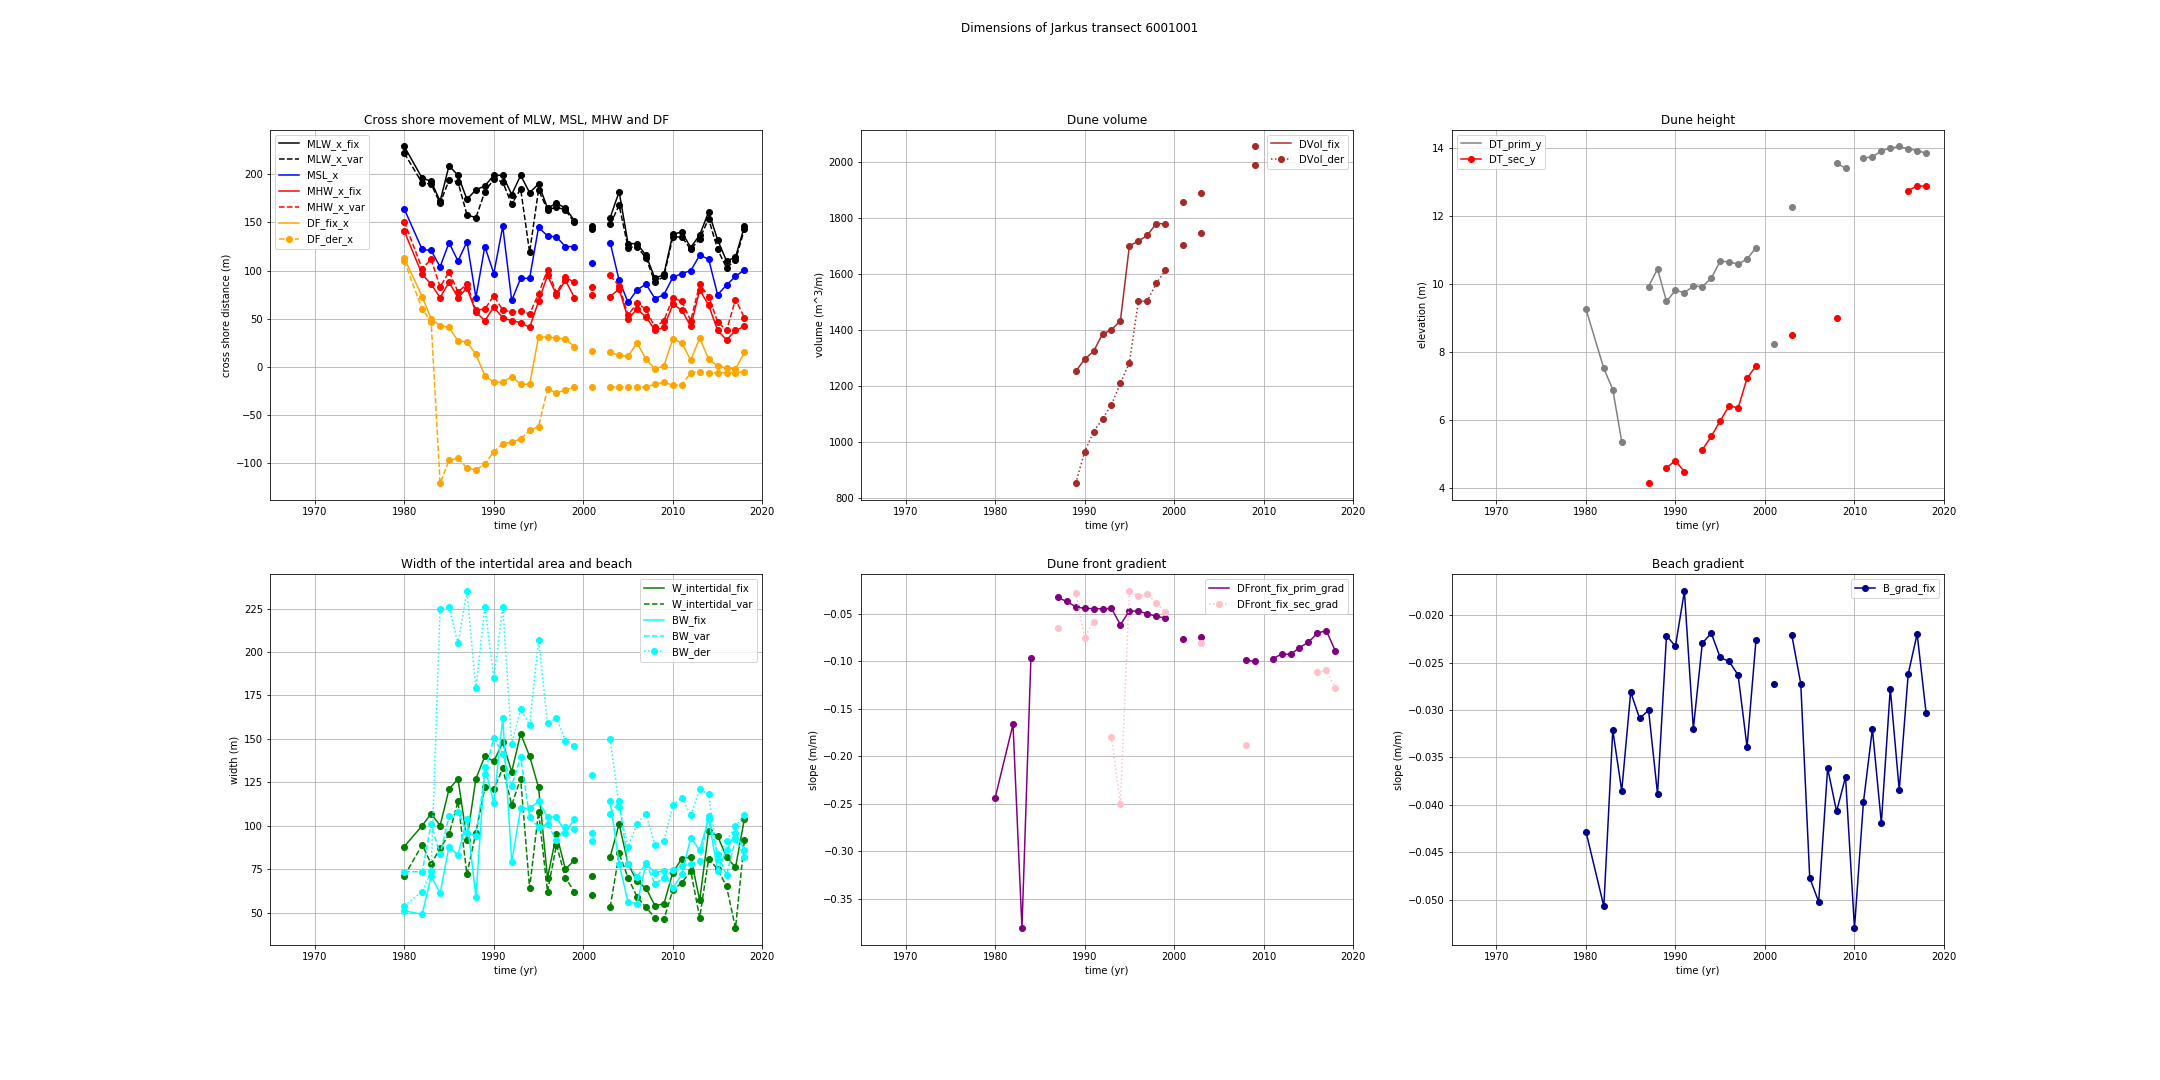 Dimensions of Jarkus transect 6001001
Cross shore movement of MLW, MSL, MHW and DF
MLW_x_fix
MLW_x_var
MSL_x
MHW_x_fix
MHW_x_var
DF_fix_x
DF_der_x
cross shore distance (m)
200
150
100
50
0
−50
−100
1970
1980
1990
2000
2010
2020
time (yr)
Dune volume
DVol_fix
DVol_der
volume (m^3/m)
2000
1800
1600
1400
1200
1000
800
1970
1980
1990
2000
2010
2020
time (yr)
Dune height
DT_prim_y
DT_sec_y
elevation (m)
14
12
10
8
6
4
1970
1980
1990
2000
2010
2020
time (yr)
Width of the intertidal area and beach
W_intertidal_fix
W_intertidal_var
BW_fix
BW_var
BW_der
width (m)
225
200
175
150
125
100
75
50
1970
1980
1990
2000
2010
2020
time (yr)
Dune front gradient
DFront_fix_prim_grad
DFront_fix_sec_grad
slope (m/m)
−0.05
−0.10
−0.15
−0.20
−0.25
−0.30
−0.35
1970
1980
1990
2000
2010
2020
time (yr)
Beach gradient
B_grad_fix
slope (m/m)
−0.020
−0.025
−0.030
−0.035
−0.040
−0.045
−0.050
1970
1980
1990
2000
2010
2020
time (yr)